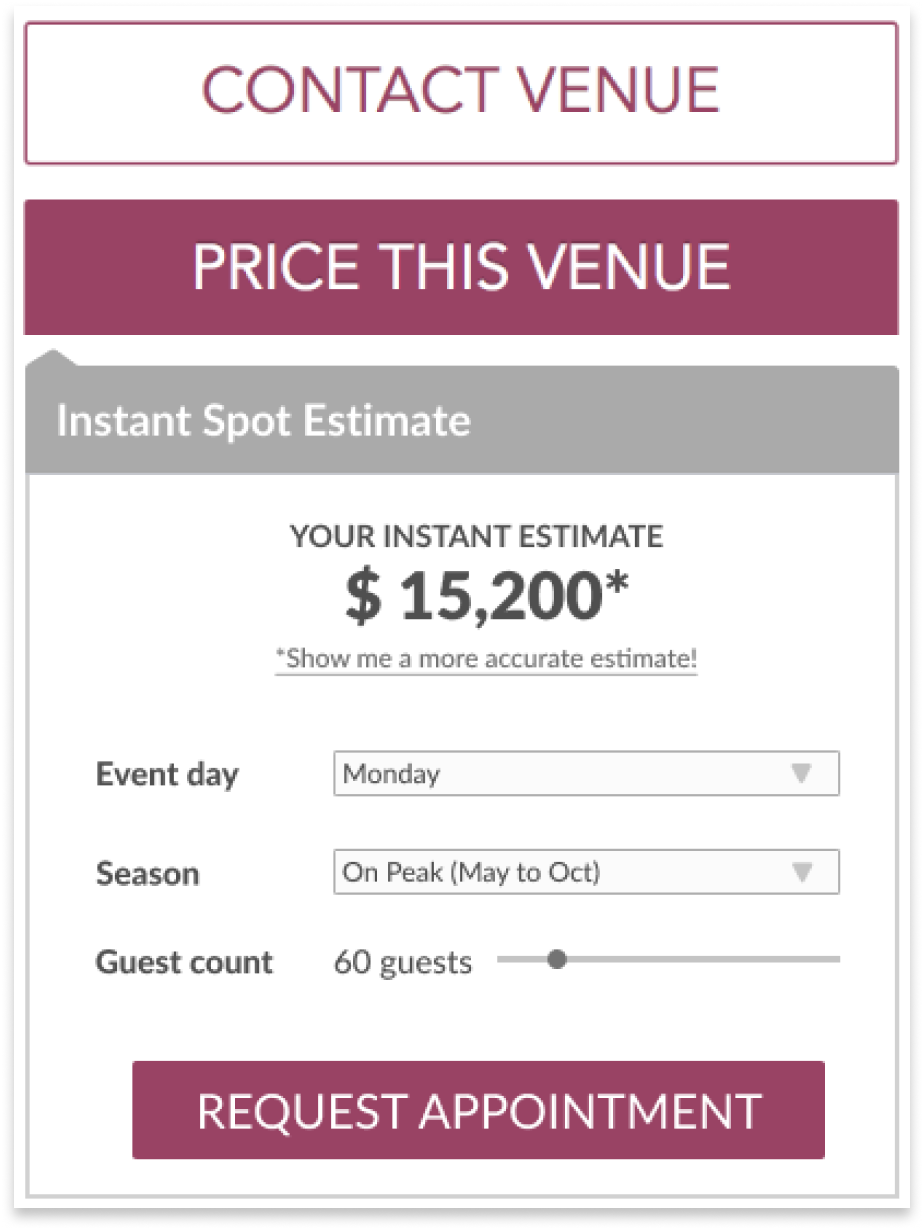 CONTACT VENUE
PRICE THIS VENUE
Instant Spot Estimate
YOUR INSTANT ESTIMATE
$ 15,200*
*Show me a more accurate estimate!
Event day Monday
Season On Peak (May to Oct)
Guest count 60 guests
REQUEST APPOINTMENT